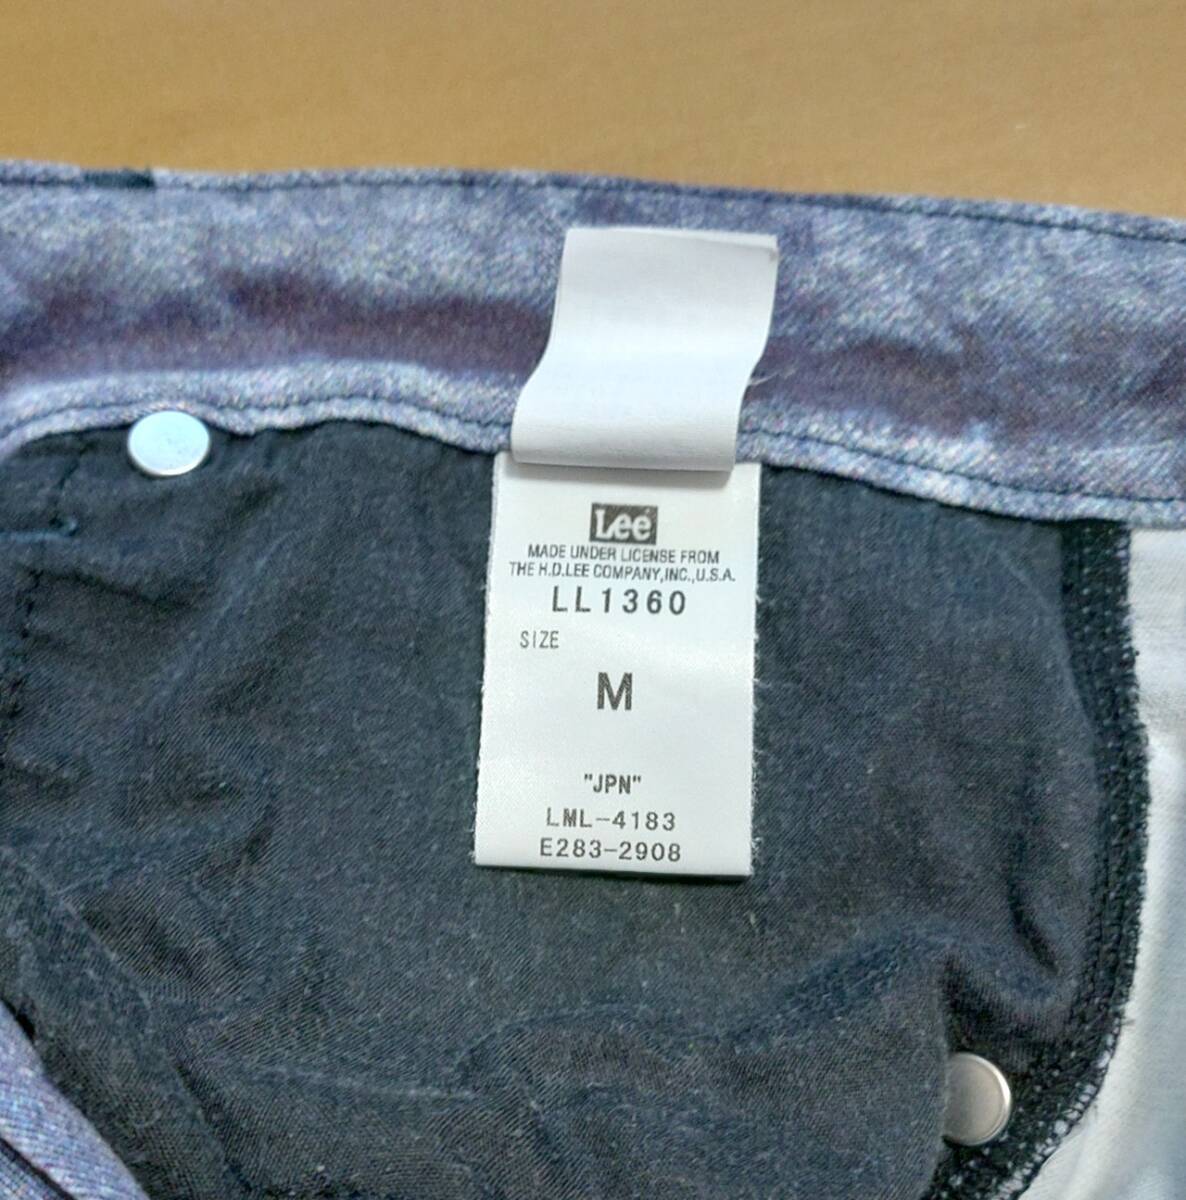 Lee
MADE UNDER LICENSE FROM
THE H.D.LEE COMPANY,INC.,U.S.A.
LL1360
SIZE
M
"JPN"
LML-4183
E283-2908